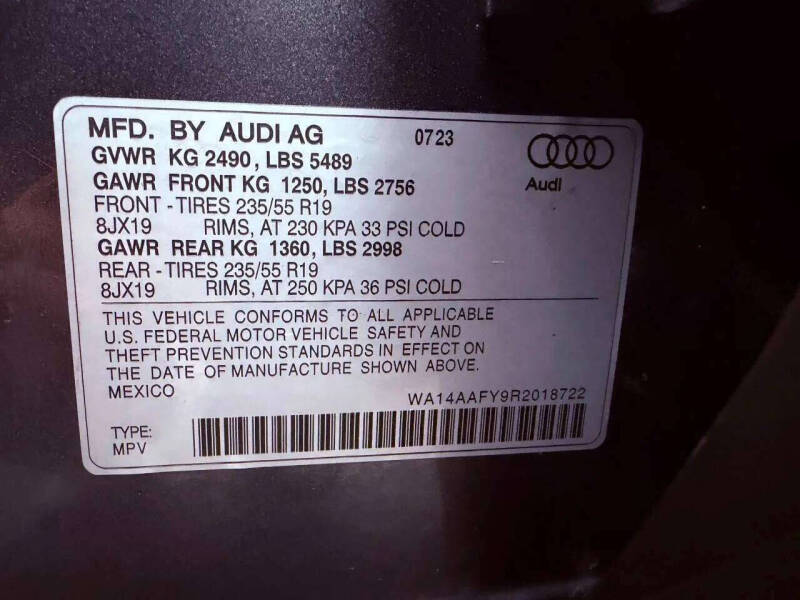 MFD. BY AUDI AG 0723
GVWR KG 2490, LBS 5489
Audi
GAWR FRONT KG 1250, LBS 2756
FRONT - TIRES 235/55 R19
8JX19 RIMS, AT 230 KPA 33 PSI COLD
GAWR REAR KG 1360, LBS 2998
REAR - TIRES 235/55 R19
8JX19 RIMS, AT 250 KPA 36 PSI COLD
THIS VEHICLE CONFORMS TO ALL APPLICABLE
U.S. FEDERAL MOTOR VEHICLE SAFETY AND
THEFT PREVENTION STANDARDS IN EFFECT ON
THE DATE OF MANUFACTURE SHOWN ABOVE.
MEXICO WA14AAFY9R2018722
TYPE:
MPV